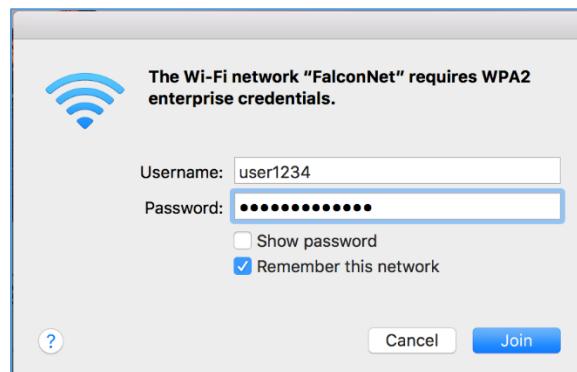 The Wi-Fi network “FalconNet” requires WPA2
enterprise credentials.
Username: user1234
Password: •••••••••••••
Show password
Remember this network
? Cancel Join